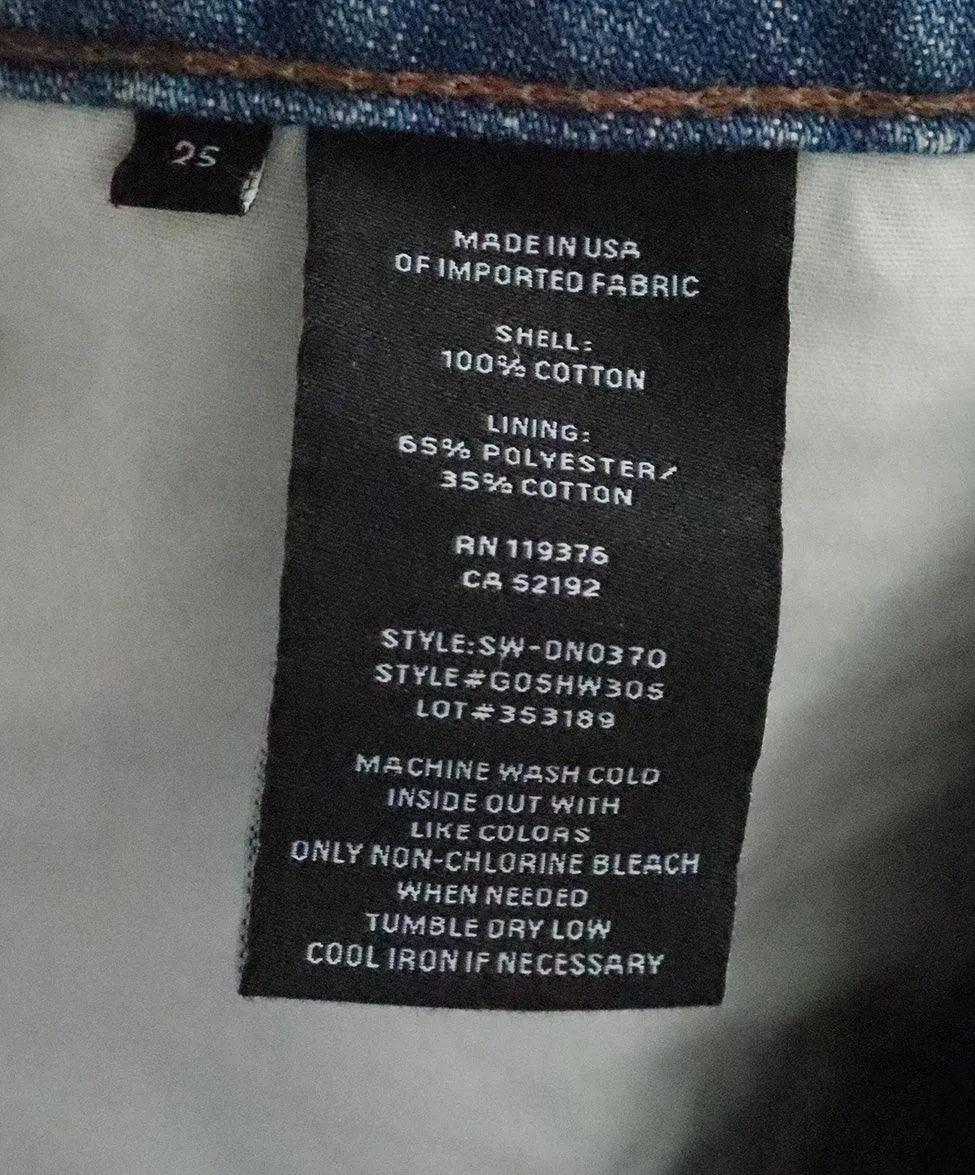 25
MADE IN USA
OF IMPORTED FABRIC
SHELL:
100% COTTON
LINING:
65% POLYESTER/
35% COTTON
RN 119376
CA 52192
STYLE:SW-DN0370
STYLE#G05HW305
LOT#353189
MACHINE WASH COLD
INSIDE OUT WITH
LIKE COLORS
ONLY NON-CHLORINE BLEACH
WHEN NEEDED
TUMBLE DRY LOW
COOL IRON IF NECESSARY